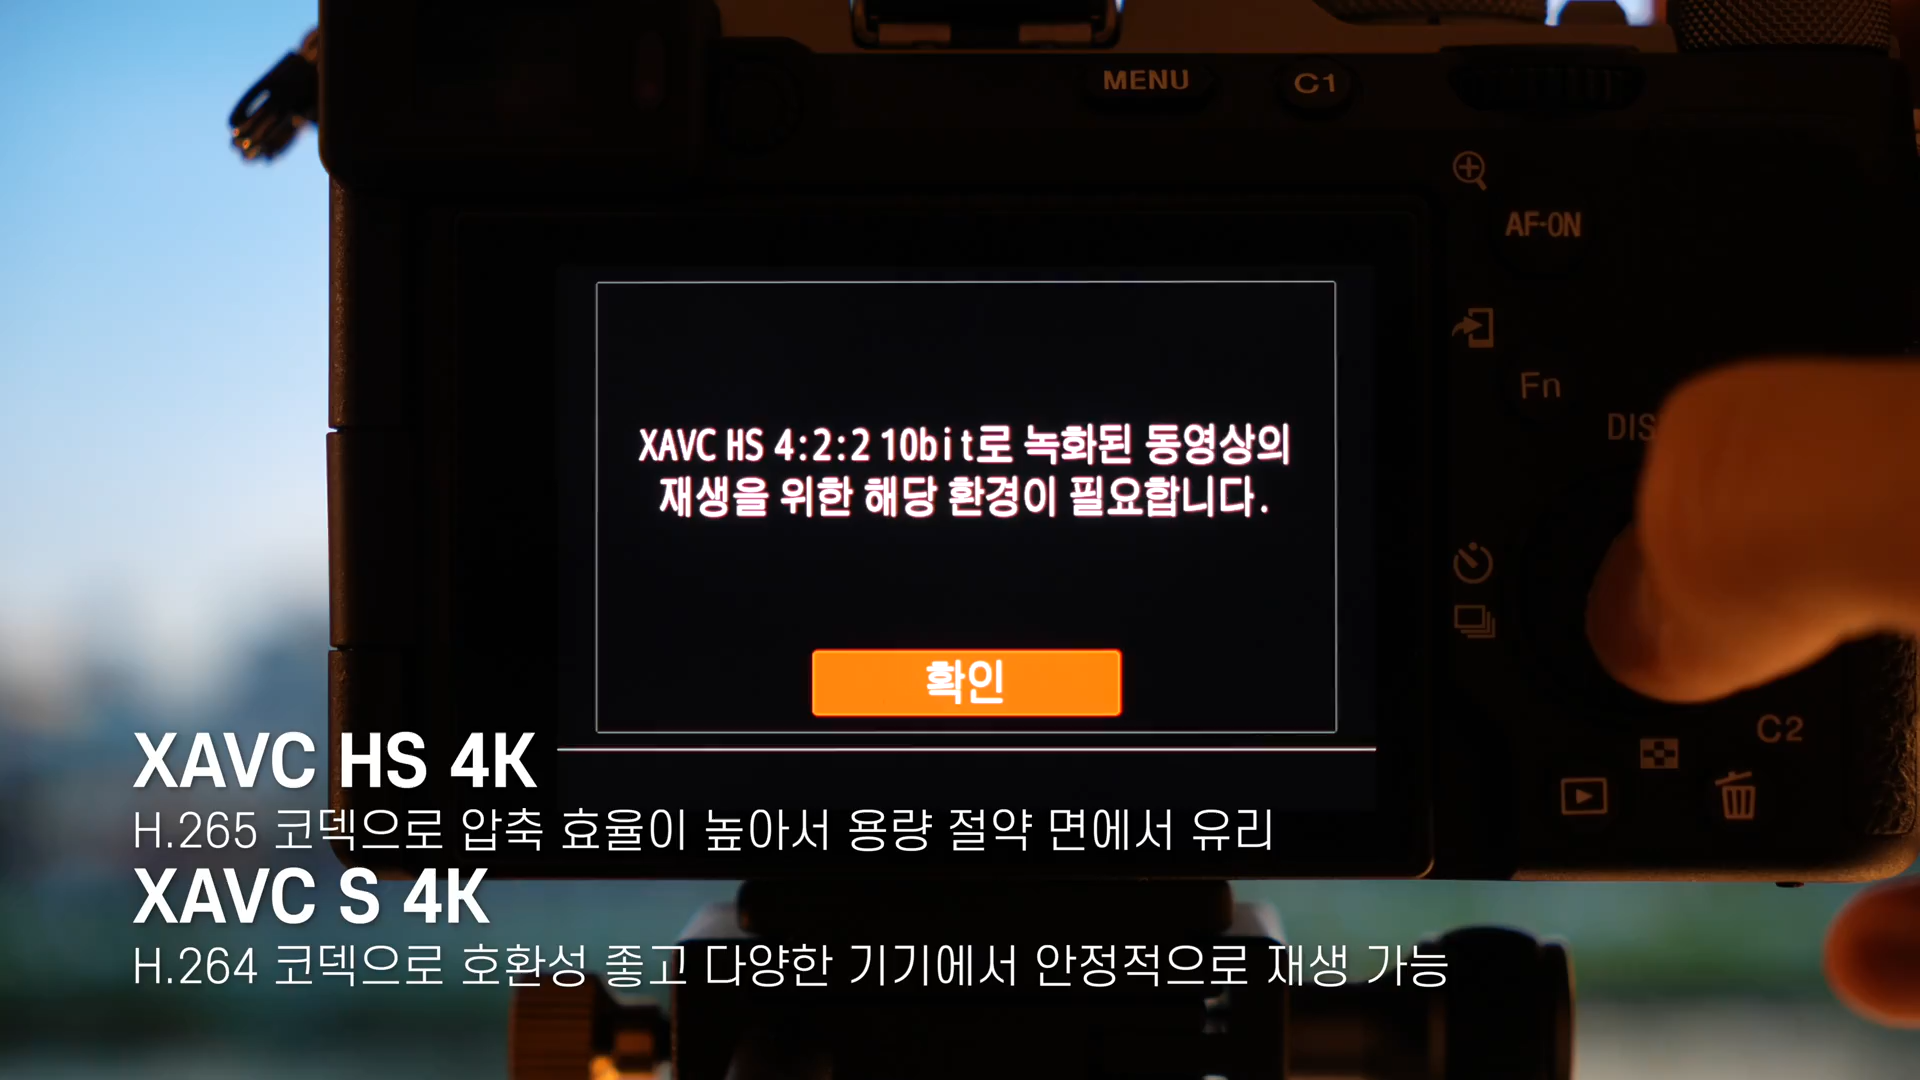 MENU
C1
AF-ON
Fn
XAVC HS 4:2:2 10bit로 녹화된 동영상의
재생을 위한 해당 환경이 필요합니다.
확인
C2
XAVC HS 4K
H.265 코덱으로 압축 효율이 높아서 용량 절약 면에서 유리
XAVC S 4K
H.264 코덱으로 호환성 좋고 다양한 기기에서 안정적으로 재생 가능